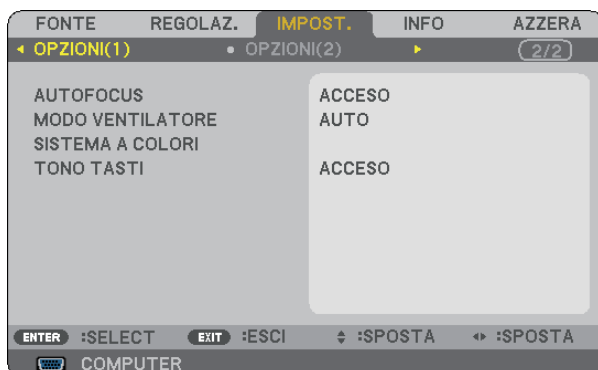 FONTE REGOLAZ. IMPOST. INFO AZZERA
OPZIONI(1) OPZIONI(2) 2/2
AUTOFOCUS ACCESO
MODO VENTILATORE AUTO
SISTEMA A COLORI
TONO TASTI ACCESO
ENTER :SELECT EXIT :ESCI :SPOSTA :SPOSTA
COMPUTER